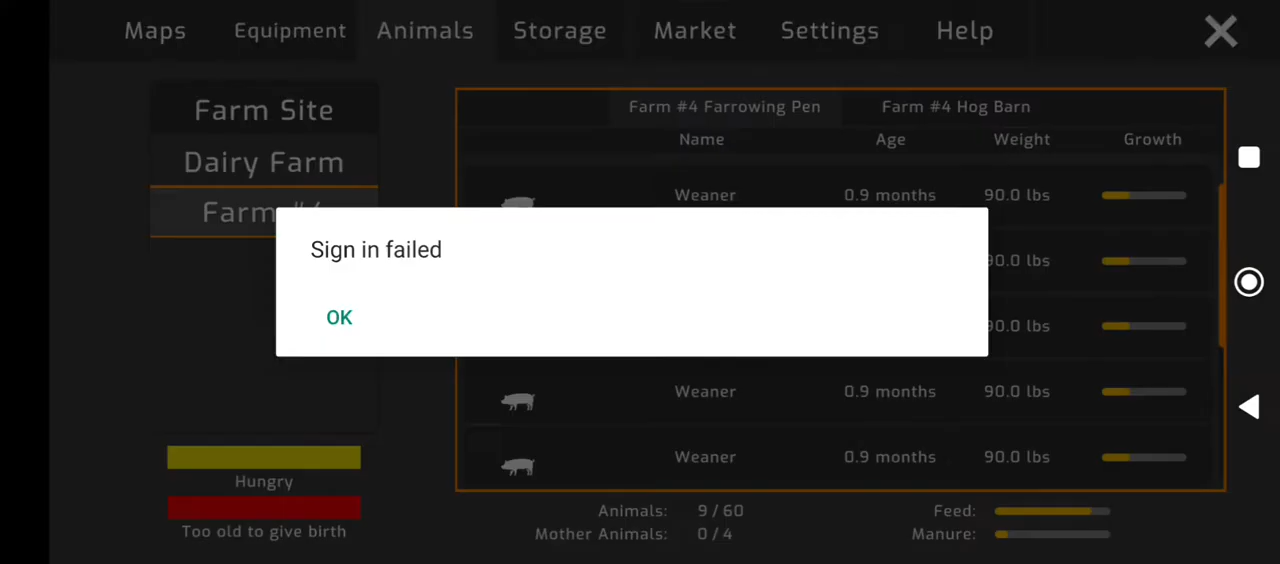 Maps Equipment Animals Storage Market Settings Help
Farm Site
Dairy Farm
Farm #4
Farm #4 Farrowing Pen Farm #4 Hog Barn
Name Age Weight Growth
Weaner 0.9 months 90.0 lbs
Sign in failed
OK
90.0 lbs
90.0 lbs
Weaner 0.9 months 90.0 lbs
Weaner 0.9 months 90.0 lbs
Hungry
Too old to give birth
Animals: 9 / 60 Feed:
Mother Animals: 0 / 4 Manure: